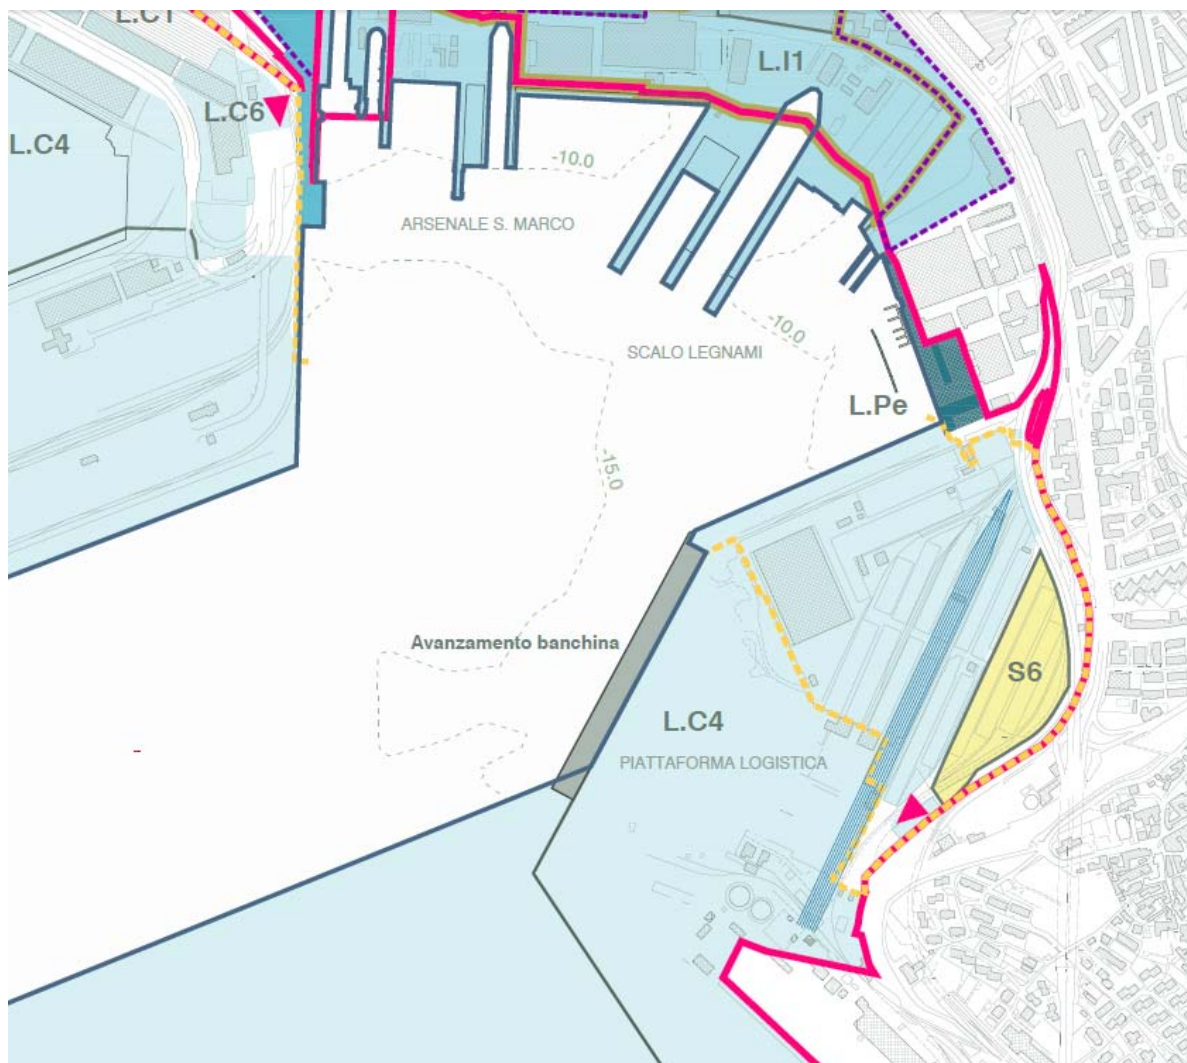 L.C1
L.I1
L.C6
L.C4
-10.0
ARSENALE S. MARCO
-10.0
SCALO LEGNAMI
L.Pe
-15.0
Avanzamento banchina
S6
L.C4
PIATTAFORMA LOGISTICA